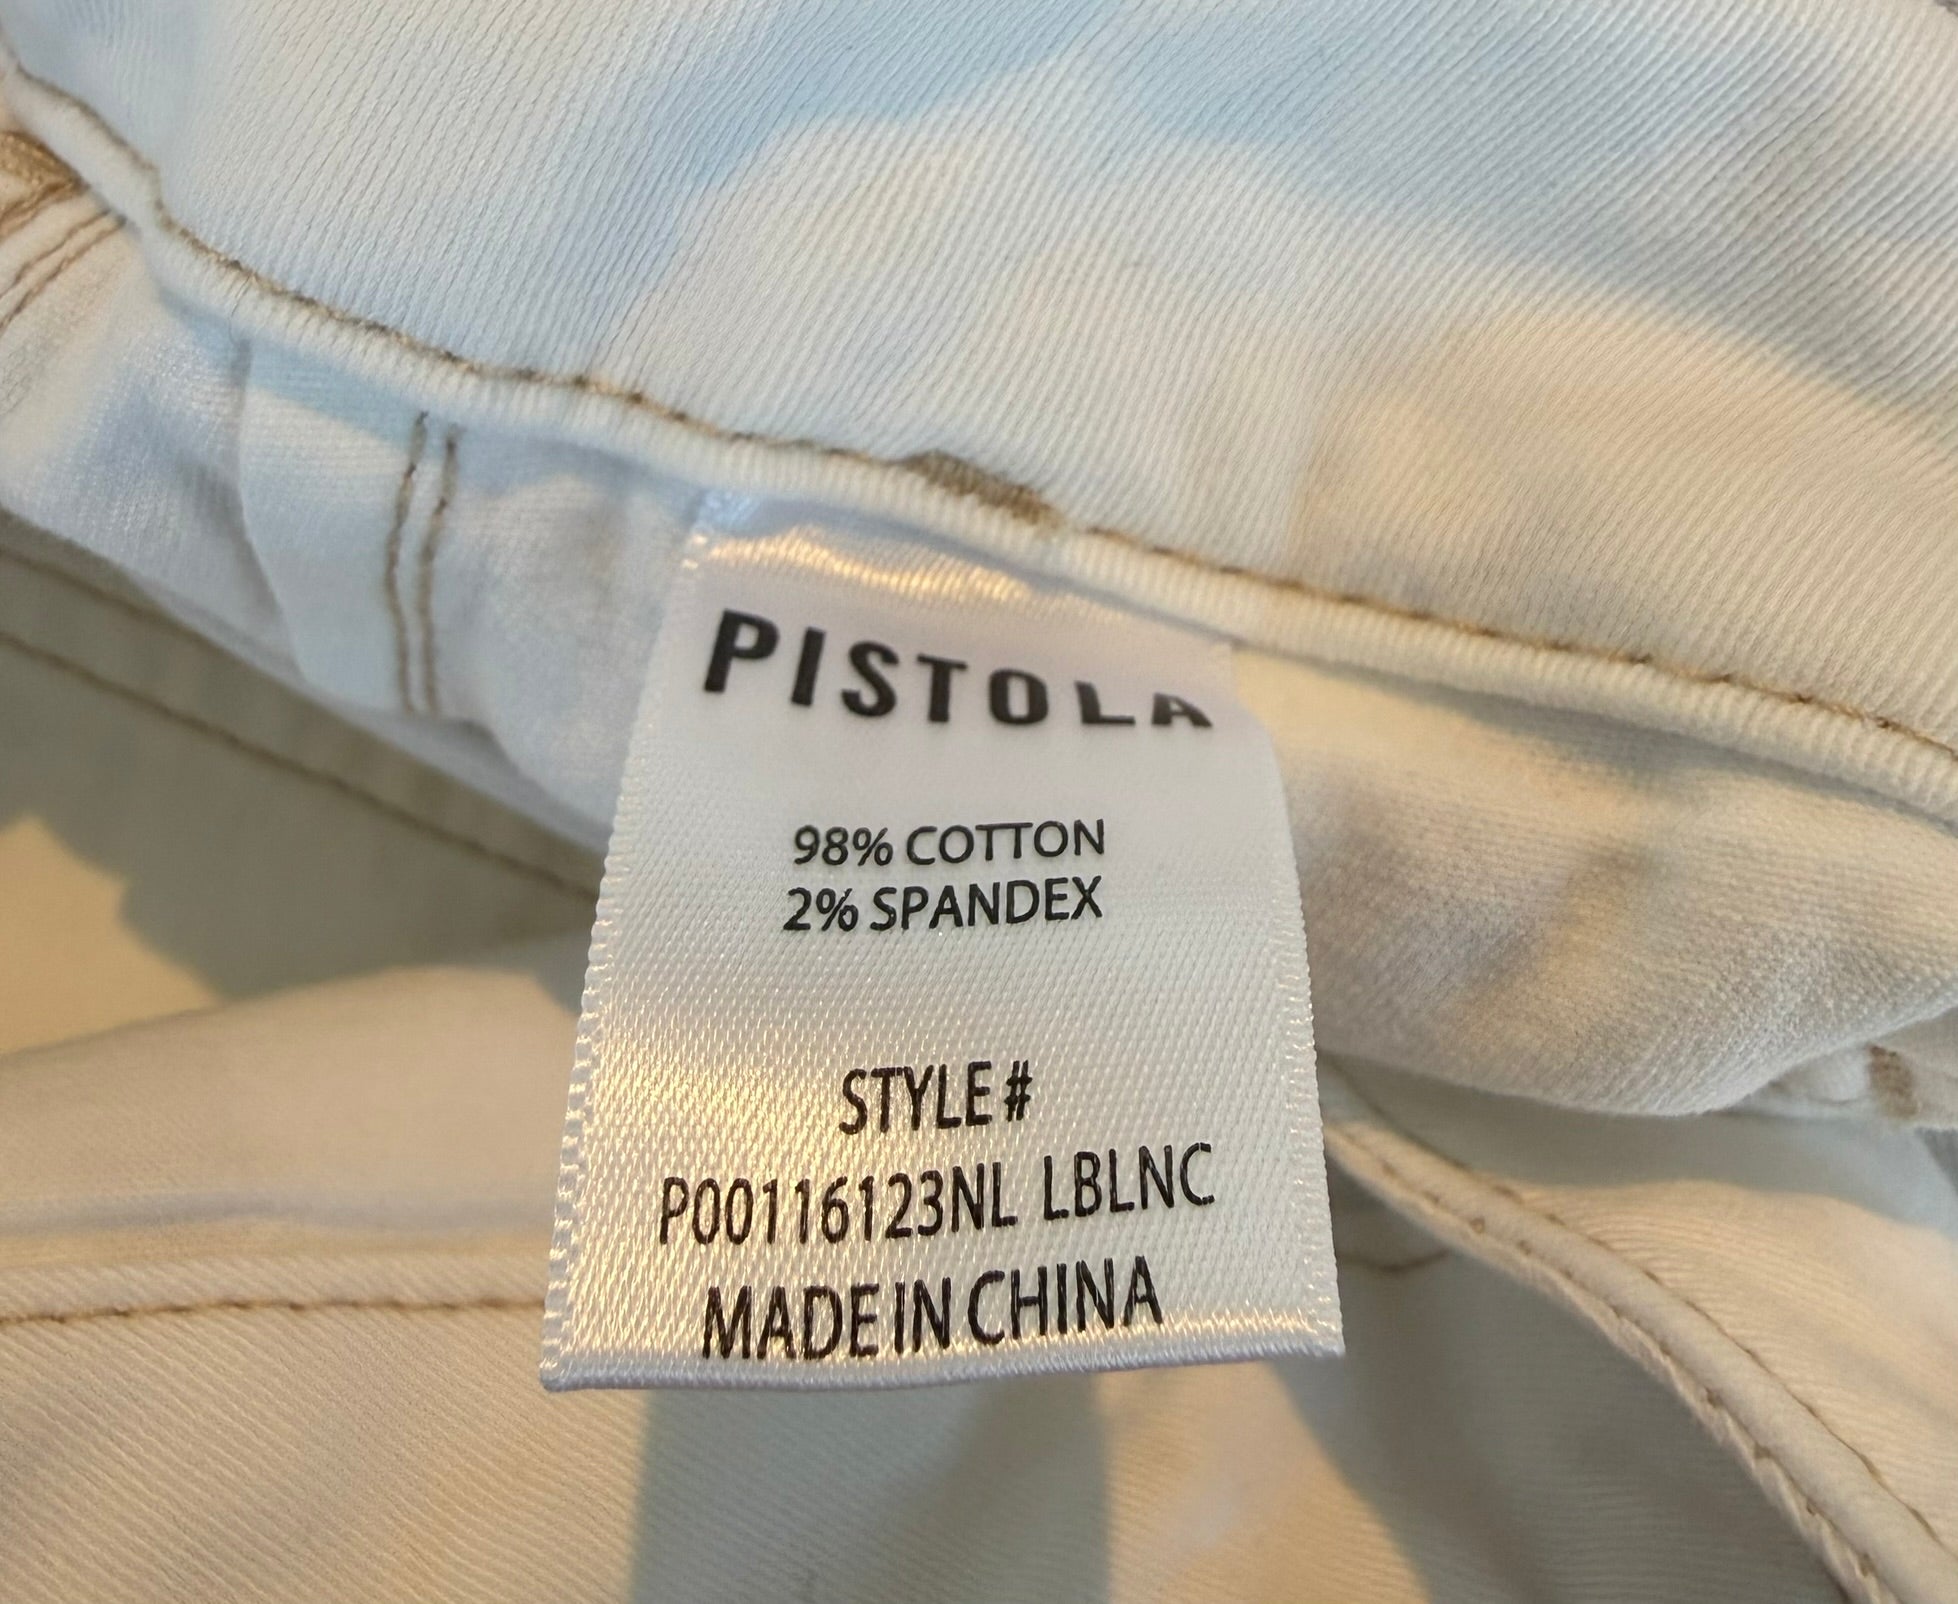 PISTOLA
98% COTTON
2% SPANDEX
STYLE #
P00116123NL LBLNC
MADE IN CHINA